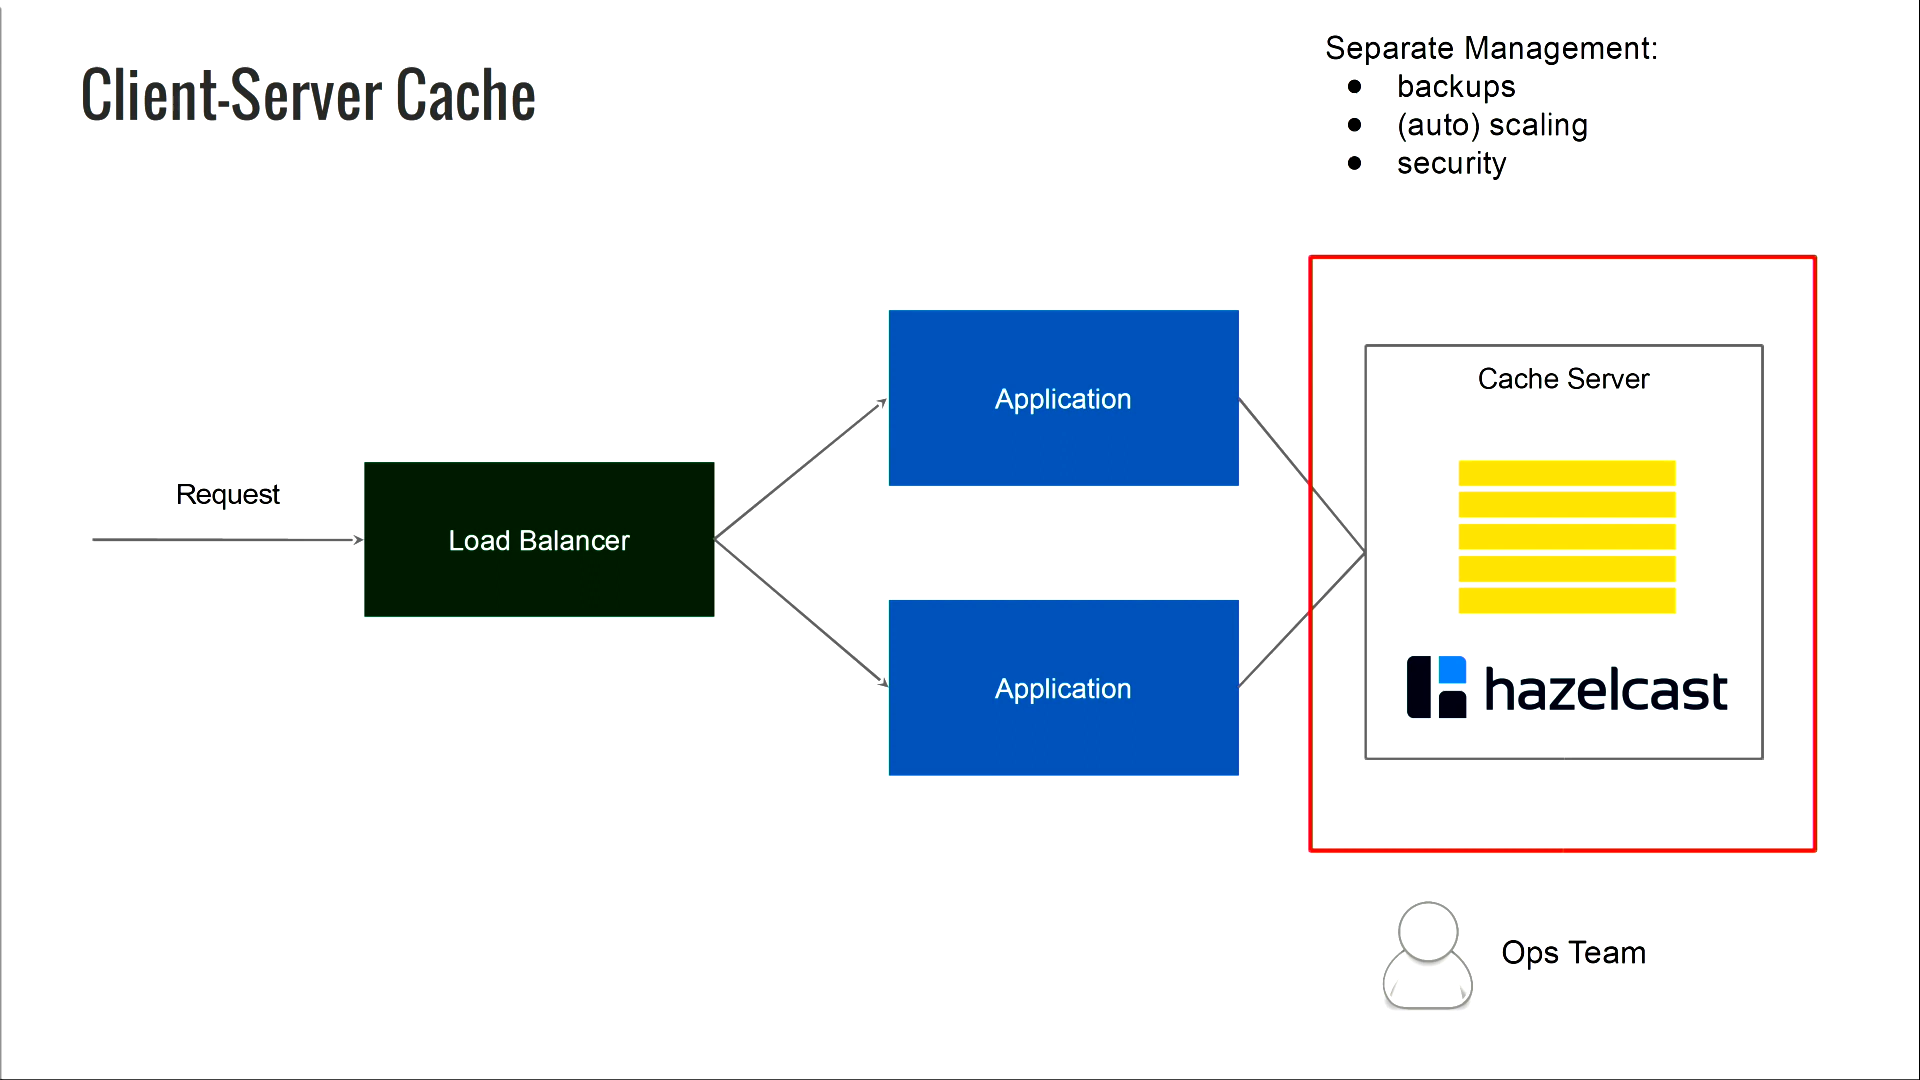 Client-Server Cache
Separate Management:
● backups
● (auto) scaling
● security
Request
Load Balancer
Application
Application
Cache Server
hazelcast
Ops Team